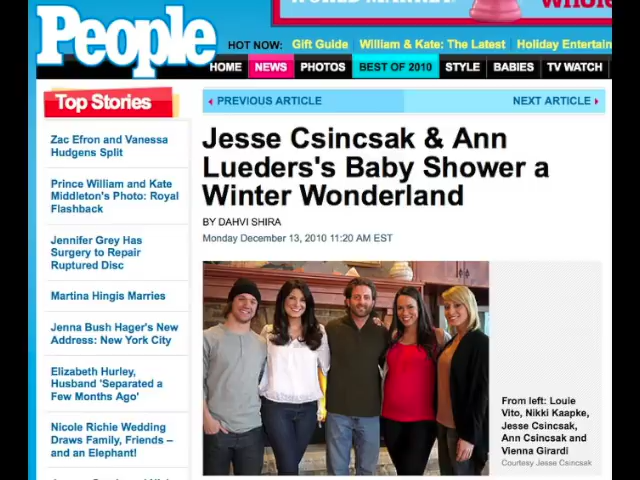 WORLD MARKET
WHOLE
People
HOT NOW: Gift Guide William & Kate: The Latest Holiday Entertain
HOME NEWS PHOTOS BEST OF 2010 STYLE BABIES TV WATCH
Top Stories
Zac Efron and Vanessa
Hudgens Split
Prince William and Kate
Middleton's Photo: Royal
Flashback
Jennifer Grey Has
Surgery to Repair
Ruptured Disc
Martina Hingis Marries
Jenna Bush Hager's New
Address: New York City
Elizabeth Hurley,
Husband 'Separated a
Few Months Ago'
Nicole Richie Wedding
Draws Family, Friends –
and an Elephant!
PREVIOUS ARTICLE NEXT ARTICLE
Jesse Csincsak & Ann
Lueders's Baby Shower a
Winter Wonderland
BY DAHVI SHIRA
Monday December 13, 2010 11:20 AM EST
From left: Louie
Vito, Nikki Kaapke,
Jesse Csincsak,
Ann Csincsak and
Vienna Girardi
Courtesy Jesse Csincsak